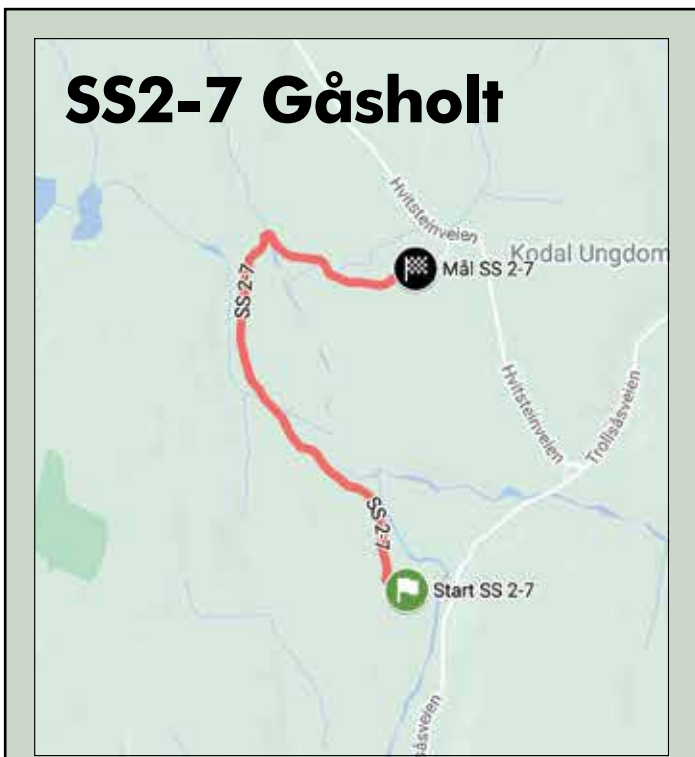 SS2-7 Gåsholt
Hvitsteinveien
Kodal Ungdom
Mål SS 2-7
SS 2-7
Hvitsteinveien
Trollsåsveien
SS 2-7
Start SS 2-7
såsveien